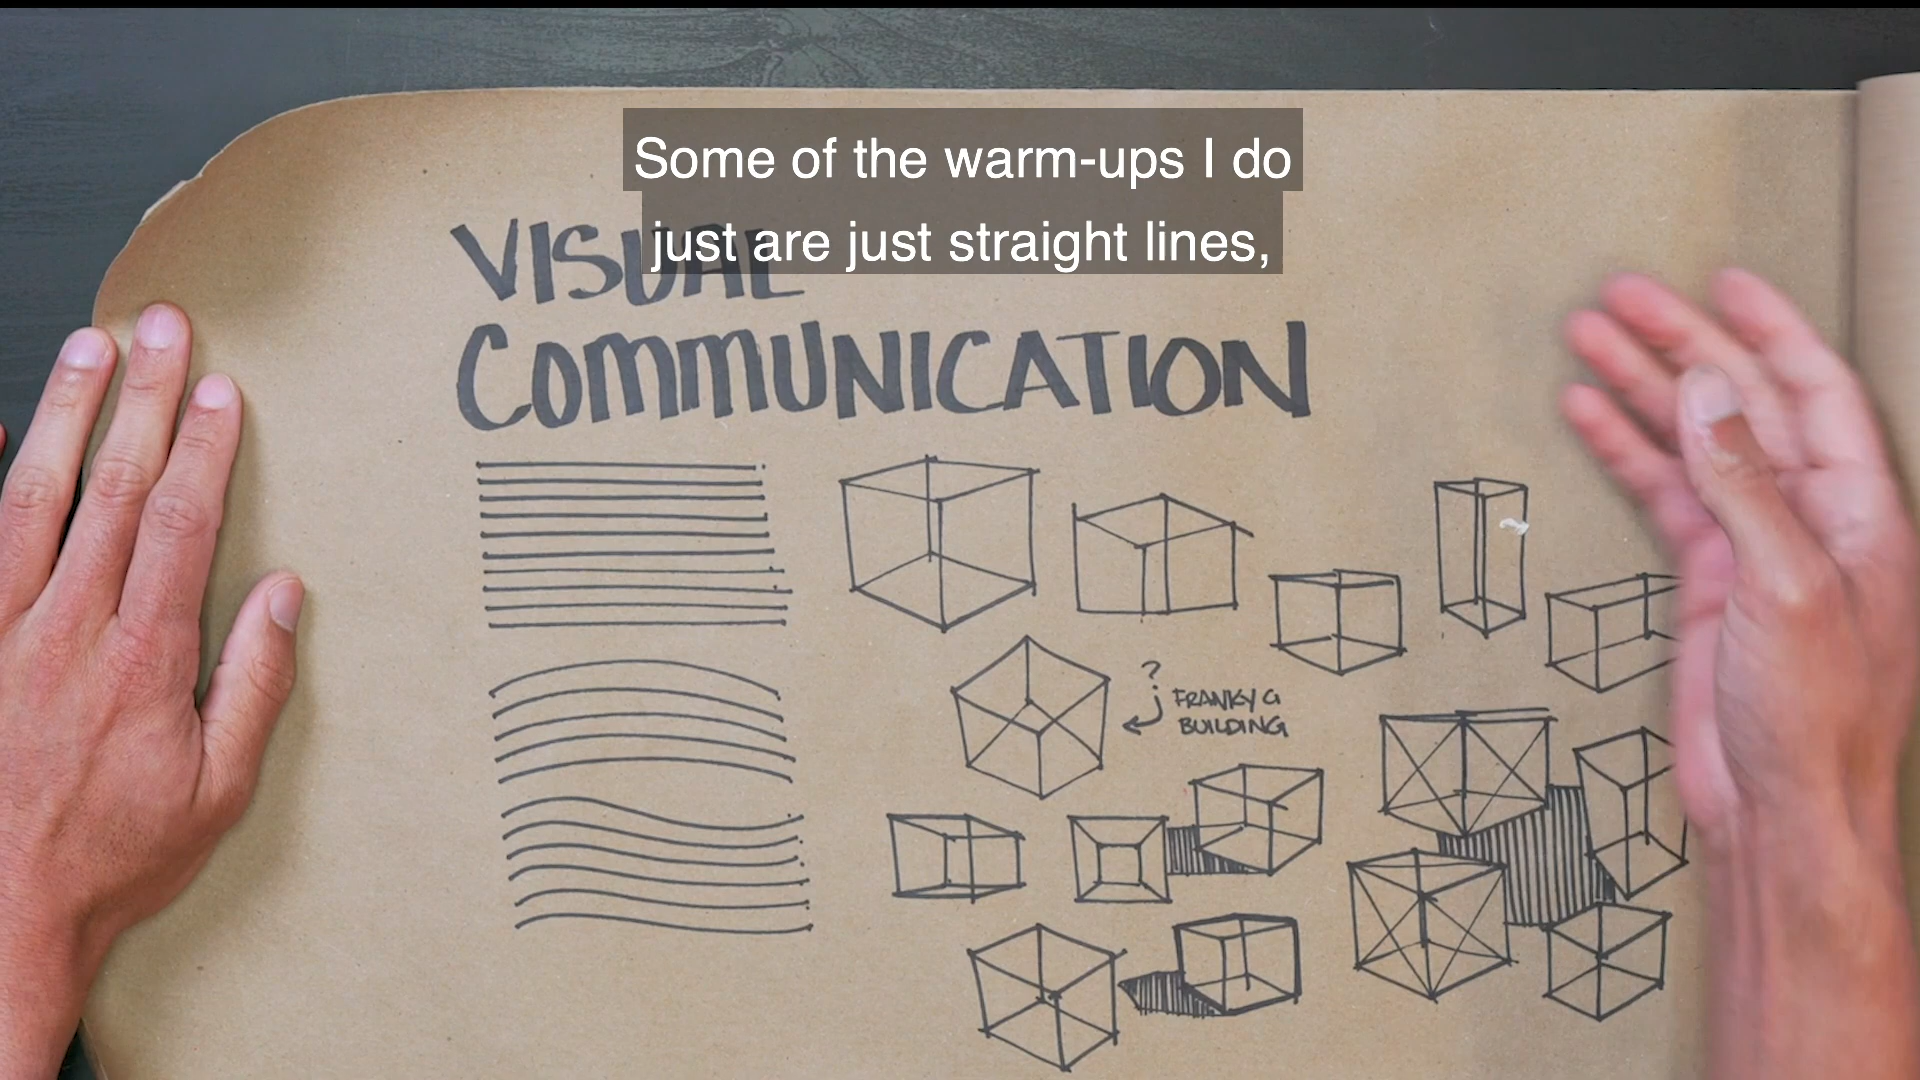 Some of the warm-ups I do
just are just straight lines,
VISUAL
COMMUNICATION
?
FRANKY G
BUILDING